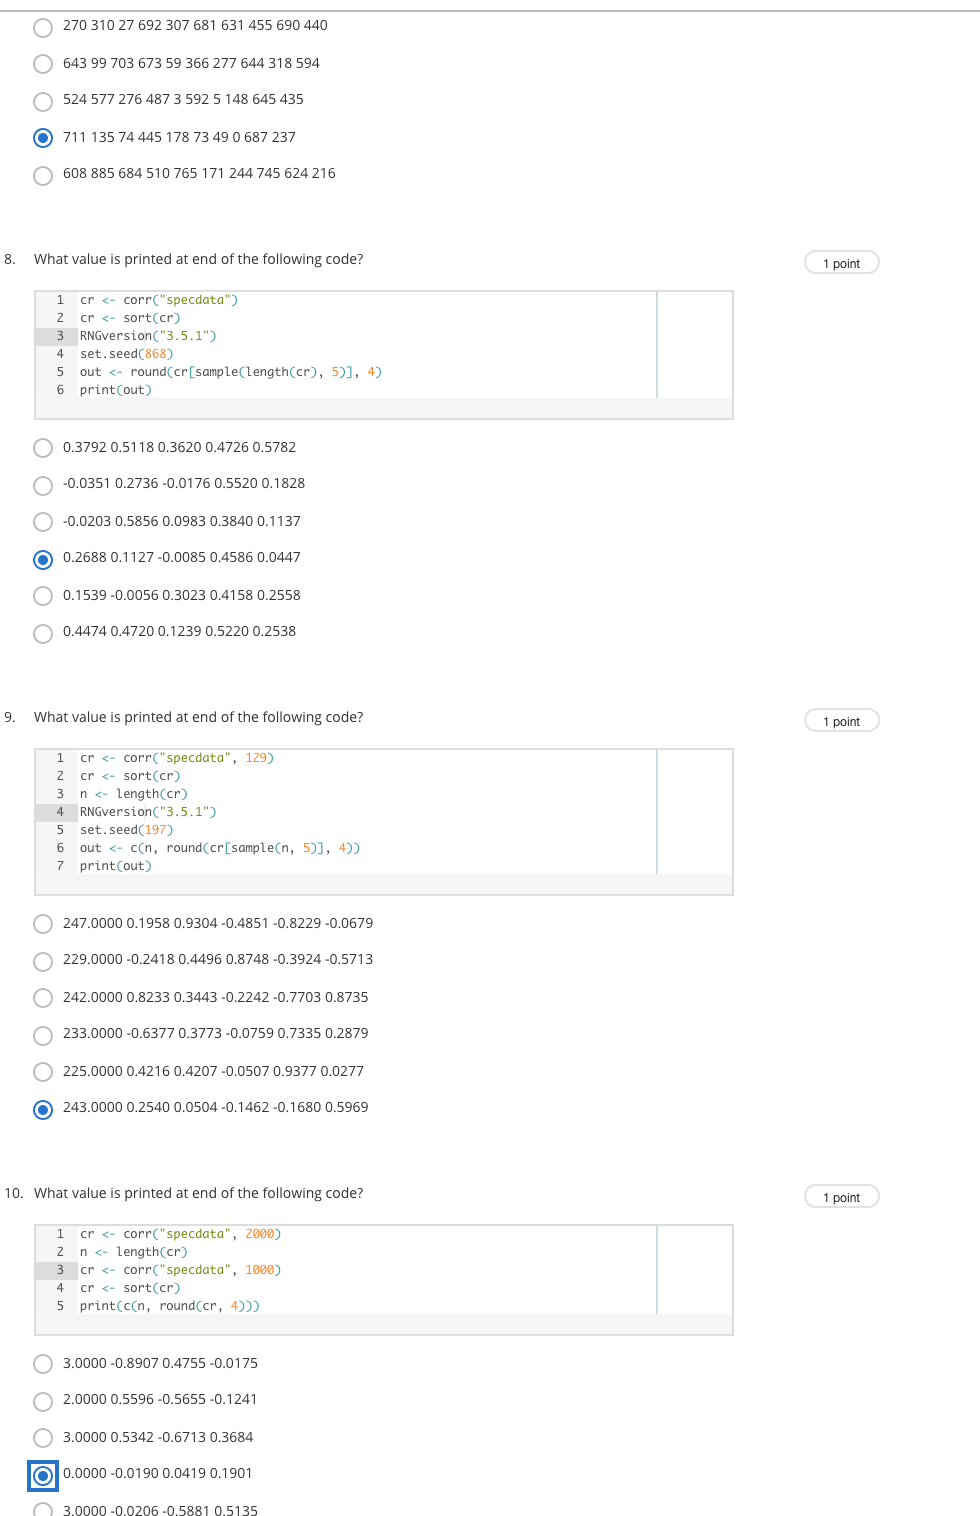 270 310 27 692 307 681 631 455 690 440
643 99 703 673 59 366 277 644 318 594
524 577 276 487 3 592 5 148 645 435
711 135 74 445 178 73 49 0 687 237
608 885 684 510 765 171 244 745 624 216
8. What value is printed at end of the following code?
1 point
1 cr <- corr("specdata")
2 cr <- sort(cr)
3 RNGversion("3.5.1")
4 set.seed(868)
5 out <- round(cr[sample(length(cr), 5)], 4)
6 print(out)
0.3792 0.5118 0.3620 0.4726 0.5782
-0.0351 0.2736 -0.0176 0.5520 0.1828
-0.0203 0.5856 0.0983 0.3840 0.1137
0.2688 0.1127 -0.0085 0.4586 0.0447
0.1539 -0.0056 0.3023 0.4158 0.2558
0.4474 0.4720 0.1239 0.5220 0.2538
9. What value is printed at end of the following code?
1 point
1 cr <- corr("specdata", 129)
2 cr <- sort(cr)
3 n <- length(cr)
4 RNGversion("3.5.1")
5 set.seed(197)
6 out <- c(n, round(cr[sample(n, 5)], 4))
7 print(out)
247.0000 0.1958 0.9304 -0.4851 -0.8229 -0.0679
229.0000 -0.2418 0.4496 0.8748 -0.3924 -0.5713
242.0000 0.8233 0.3443 -0.2242 -0.7703 0.8735
233.0000 -0.6377 0.3773 -0.0759 0.7335 0.2879
225.0000 0.4216 0.4207 -0.0507 0.9377 0.0277
243.0000 0.2540 0.0504 -0.1462 -0.1680 0.5969
10. What value is printed at end of the following code?
1 point
1 cr <- corr("specdata", 2000)
2 n <- length(cr)
3 cr <- corr("specdata", 1000)
4 cr <- sort(cr)
5 print(c(n, round(cr, 4)))
3.0000 -0.8907 0.4755 -0.0175
2.0000 0.5596 -0.5655 -0.1241
3.0000 0.5342 -0.6713 0.3684
0.0000 -0.0190 0.0419 0.1901
3.0000 -0.0206 -0.5881 0.5135